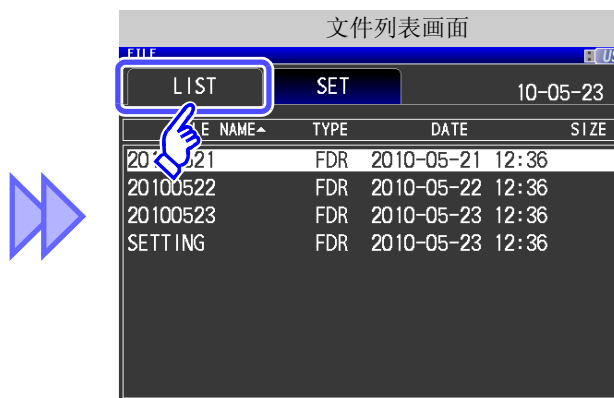 文件列表画面
FILE
LIST SET 10-05-23
E NAME▲ TYPE DATE SIZE
21 FDR 2010-05-21 12:36
20100522 FDR 2010-05-22 12:36
20100523 FDR 2010-05-23 12:36
SETTING FDR 2010-05-23 12:36